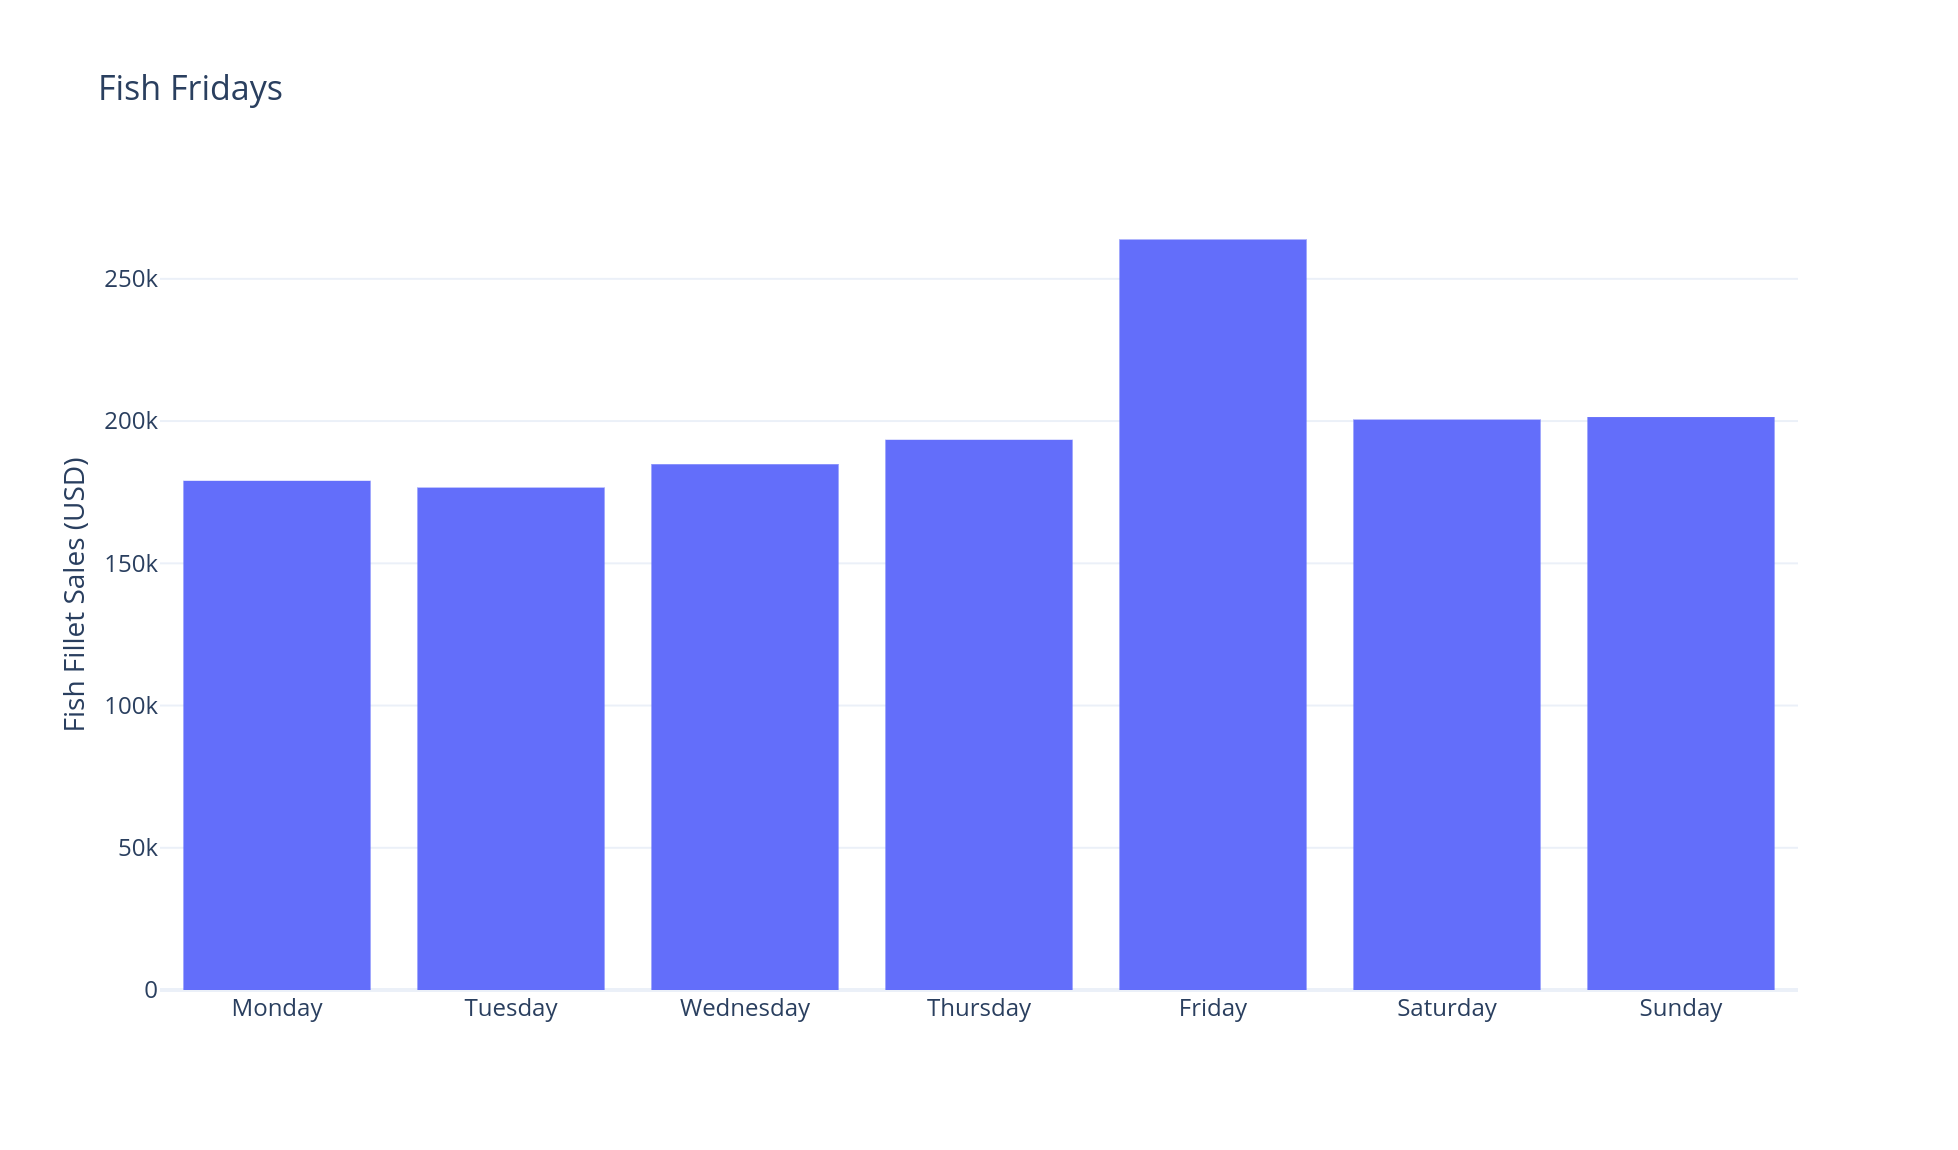 Fish Fridays
Fish Fillet Sales (USD)
250k
200k
150k
100k
50k
0
Monday
Tuesday
Wednesday
Thursday
Friday
Saturday
Sunday